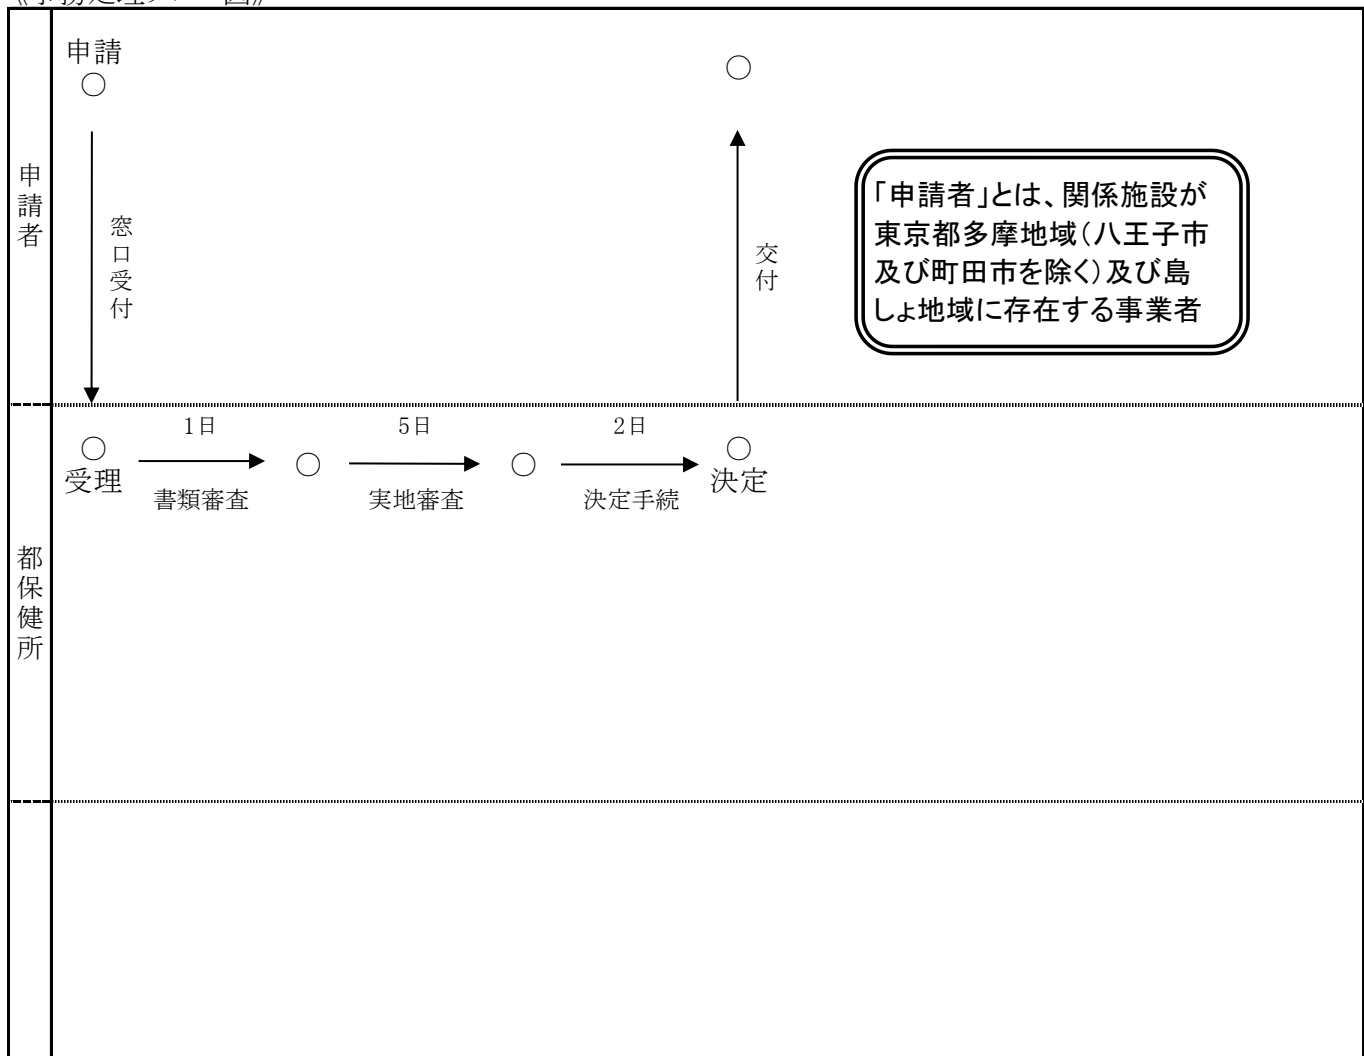 申請
申請者
窓口受付
交付
「申請者」とは、関係施設が
東京都多摩地域(八王子市
及び町田市を除く)及び島
しょ地域に存在する事業者
1日
5日
2日
受理
書類審査
実地審査
決定手続
決定
都保健所